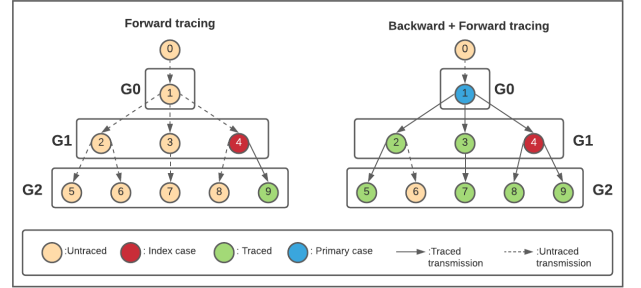 Forward tracing
Backward + Forward tracing
0
0
G0
1
1
G0
G1
2
3
4
2
3
4
G1
G2
5
6
7
8
9
5
6
7
8
9
G2
:Untraced
: Index case
: Traced
: Primary case
:Traced
transmission
:Untraced
transmission